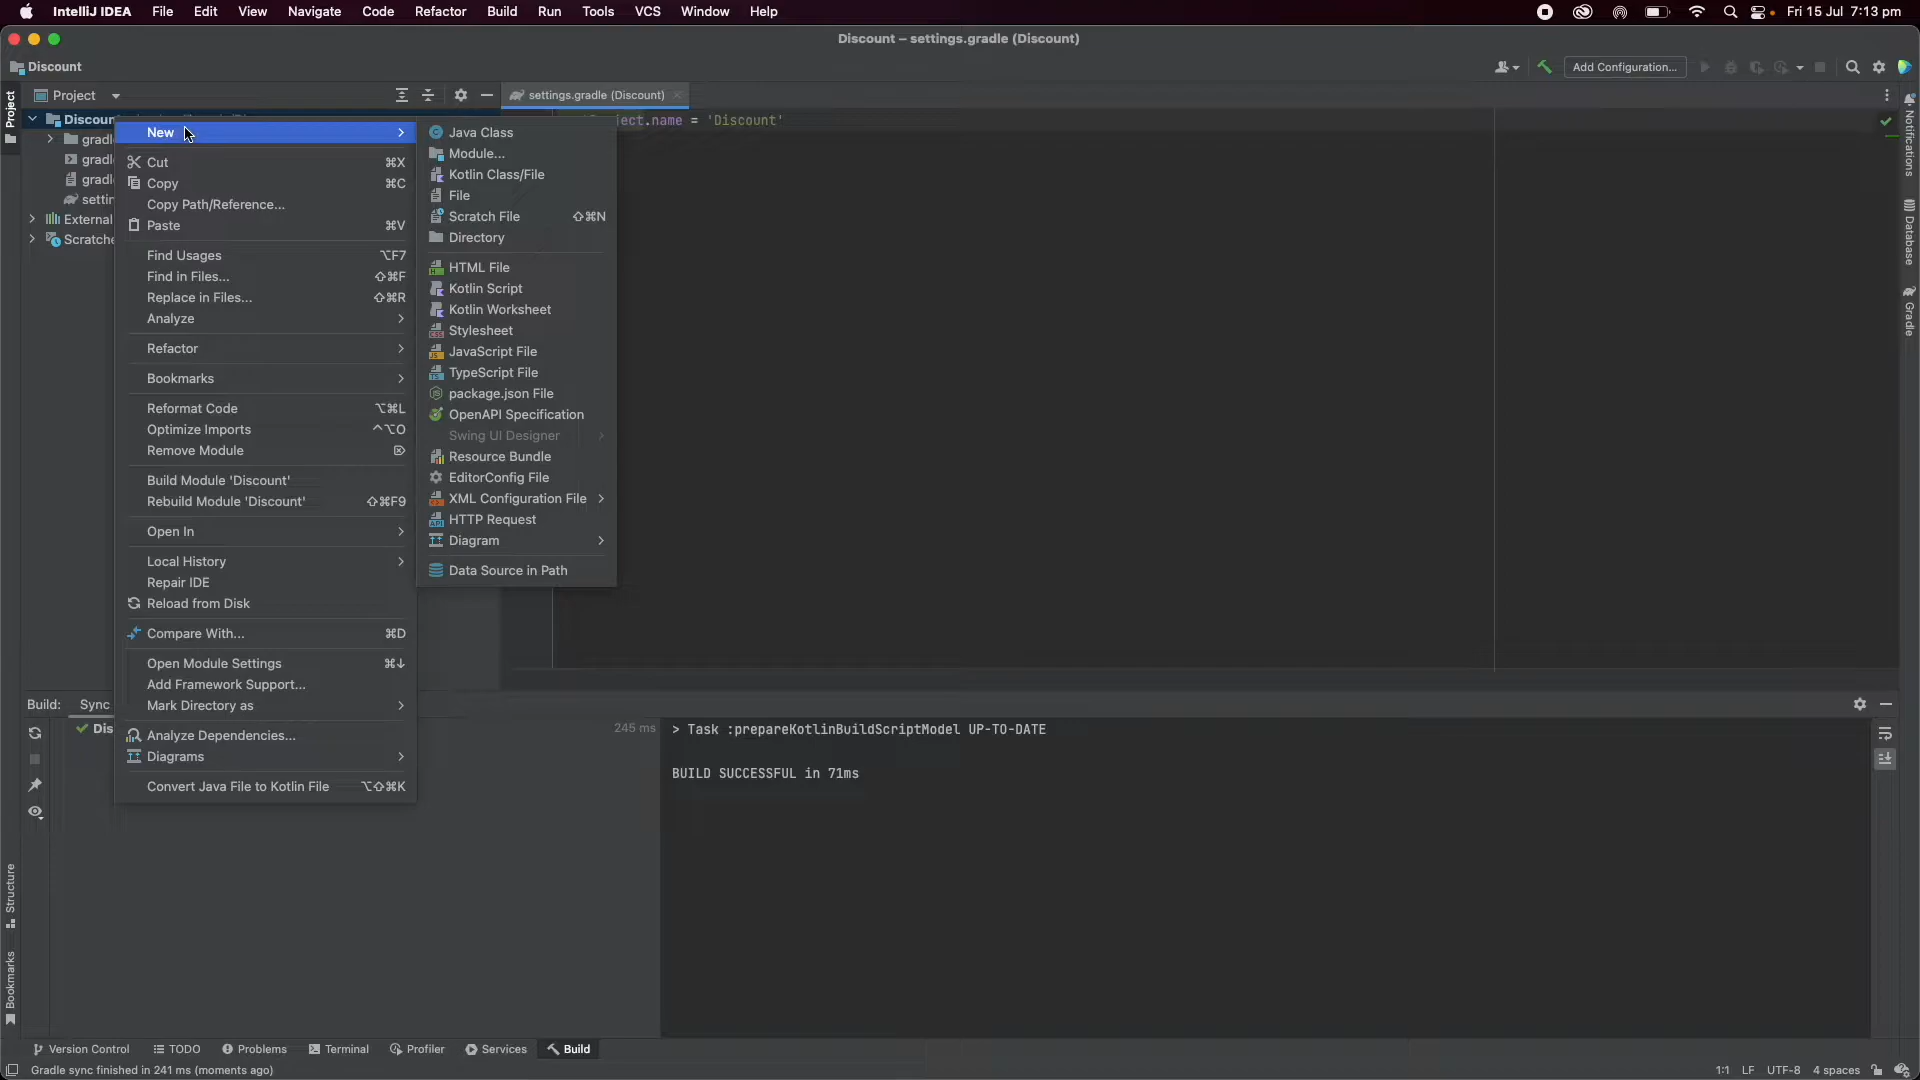 IntelliJ IDEA File Edit View Navigate Code Refactor Build Run Tools VCS Window Help Fri 15 Jul 7:13 pm
Discount – settings.gradle (Discount)
Discount Add Configuration...
Project settings.gradle (Discount)
Project
Discoun
gradl
gradl
gradl
settin
External
Scratche
ect.name = 'Discount'
New
Cut ⌘X
Copy ⌘C
Copy Path/Reference...
Paste ⌘V
Find Usages ⌥F7
Find in Files... ⇧⌘F
Replace in Files... ⇧⌘R
Analyze
Refactor
Bookmarks
Reformat Code ⌥⌘L
Optimize Imports ^⌥O
Remove Module ⌦
Build Module 'Discount'
Rebuild Module 'Discount' ⇧⌘F9
Open In
Local History
Repair IDE
Reload from Disk
Compare With... ⌘D
Open Module Settings ⌘↓
Add Framework Support...
Mark Directory as
Analyze Dependencies...
Diagrams
Convert Java File to Kotlin File ⌥⇧⌘K
Java Class
Module...
Kotlin Class/File
File
Scratch File ⇧⌘N
Directory
HTML File
Kotlin Script
Kotlin Worksheet
Stylesheet
JavaScript File
TypeScript File
package.json File
OpenAPI Specification
Swing UI Designer
Resource Bundle
EditorConfig File
XML Configuration File
HTTP Request
Diagram
Data Source in Path
Notifications
Database
Gradle
Build: Sync
Dis 245 ms
> Task :prepareKotlinBuildScriptModel UP-TO-DATE
BUILD SUCCESSFUL in 71ms
Structure
Bookmarks
Version Control TODO Problems Terminal Profiler Services Build
Gradle sync finished in 241 ms (moments ago) 1:1 LF UTF-8 4 spaces